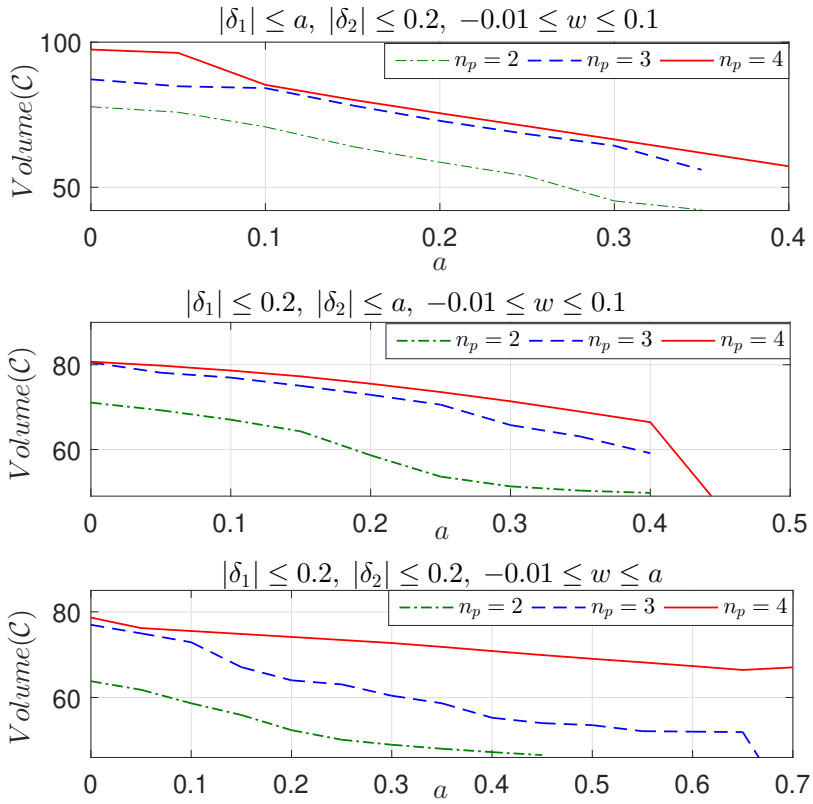 |δ₁| ≤ a, |δ₂| ≤ 0.2, −0.01 ≤ w ≤ 0.1
n_p = 2 n_p = 3 n_p = 4
Volume(𝒞)
100
50
0 0.1 0.2 0.3 0.4
a
|δ₁| ≤ 0.2, |δ₂| ≤ a, −0.01 ≤ w ≤ 0.1
n_p = 2 n_p = 3 n_p = 4
Volume(𝒞)
80
60
0 0.1 0.2 0.3 0.4 0.5
a
|δ₁| ≤ 0.2, |δ₂| ≤ 0.2, −0.01 ≤ w ≤ a
n_p = 2 n_p = 3 n_p = 4
Volume(𝒞)
80
60
0 0.1 0.2 0.3 0.4 0.5 0.6 0.7
a